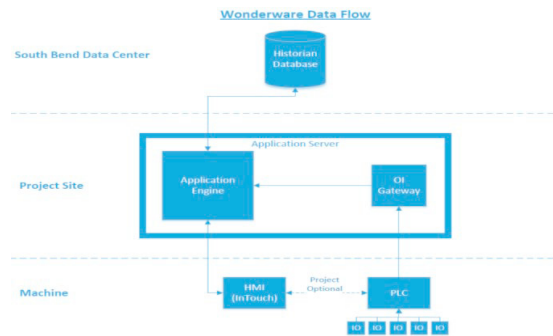 Wonderware Data Flow
South Bend Data Center
Historian
Database
Application Server
Project Site
Application
Engine
OI
Gateway
Machine
HMI
(InTouch)
Project
Optional
PLC
IO IO IO IO IO